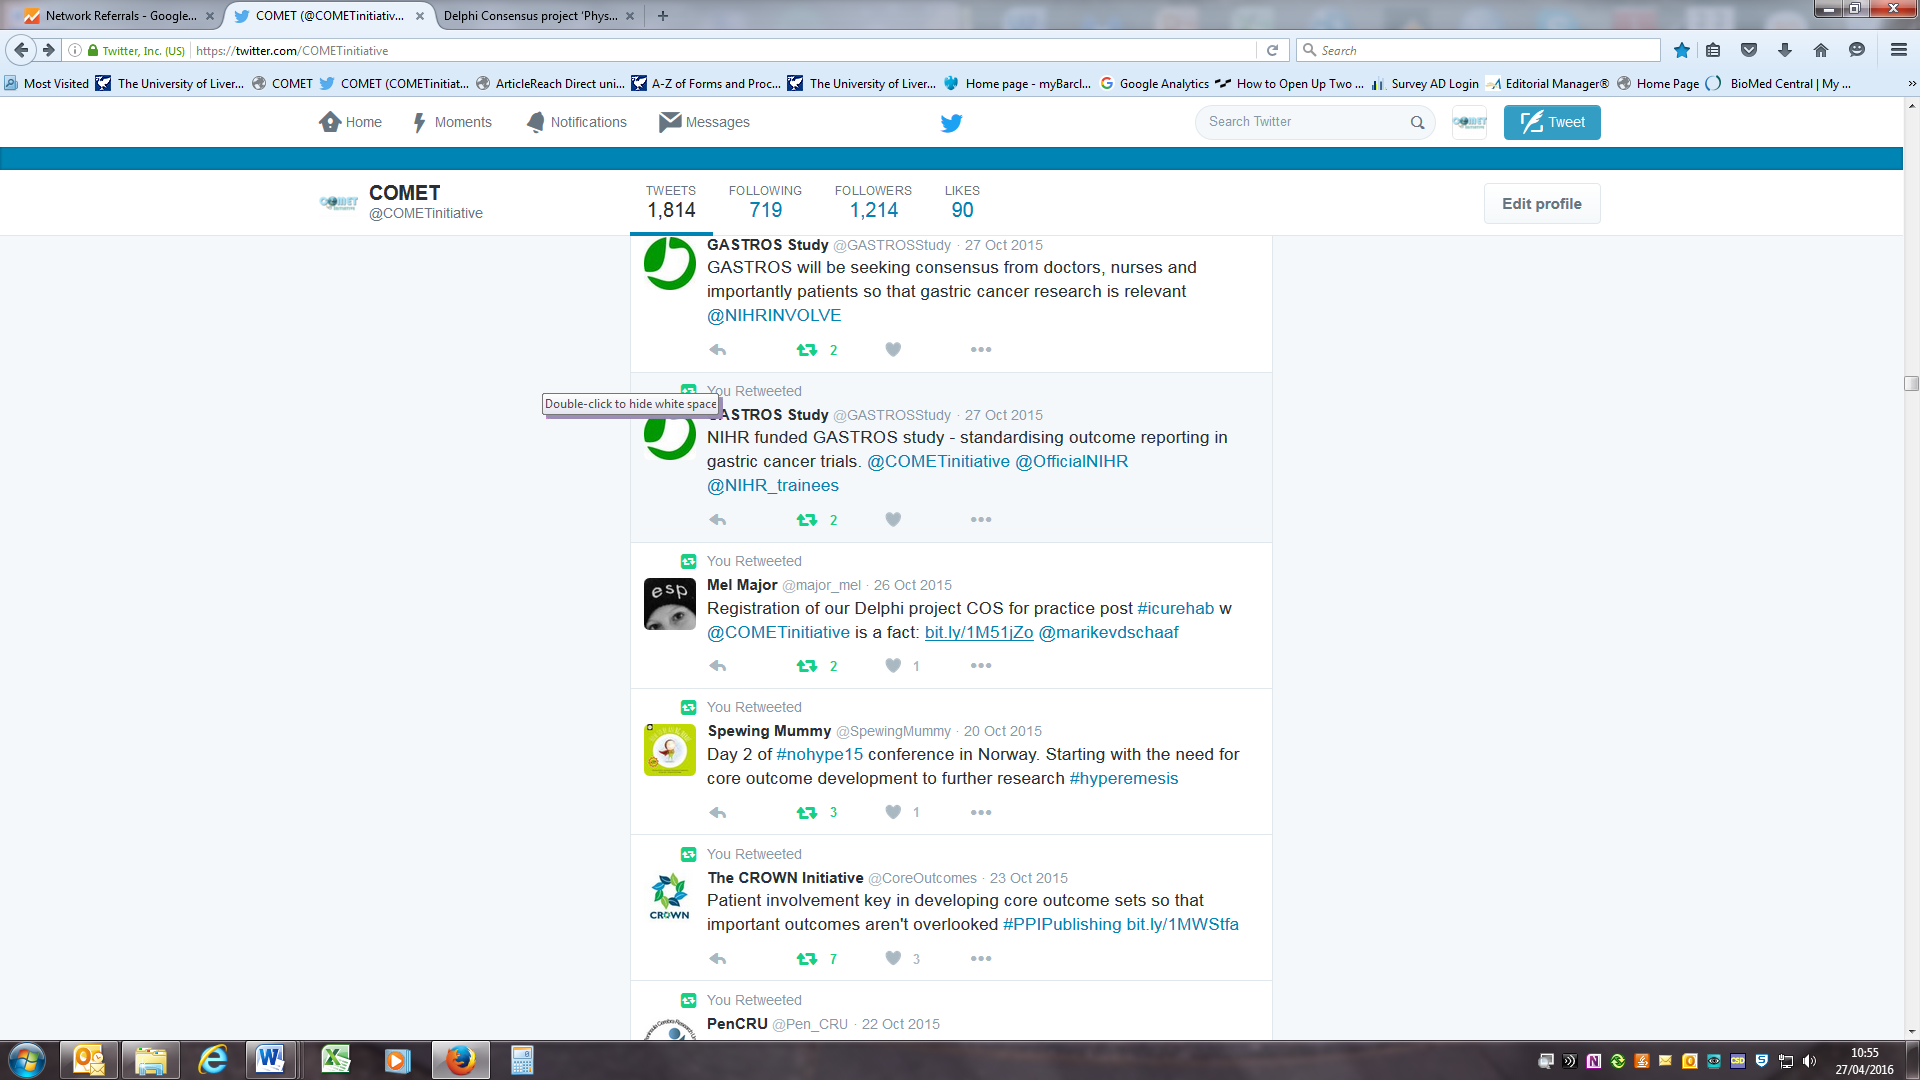 Network Referrals - Google...
COMET (@COMETinitiativ...
Delphi Consensus project 'Phys...
Twitter, Inc. (US)
https://twitter.com/COMETinitiative
Search
Most Visited
The University of Liver...
COMET
COMET (COMETinitiat...
ArticleReach Direct uni...
A-Z of Forms and Proc...
The University of Liver...
Home page - myBarcl...
Google Analytics
How to Open Up Two ...
Survey AD Login
Editorial Manager®
Home Page
BioMed Central | My ...
Home
Moments
Notifications
Messages
Search Twitter
COMET
Tweet
COMET
COMET
@COMETinitiative
TWEETS
1,814
FOLLOWING
719
FOLLOWERS
1,214
LIKES
90
Edit profile
GASTROS Study @GASTROSStudy · 27 Oct 2015
GASTROS will be seeking consensus from doctors, nurses and
importantly patients so that gastric cancer research is relevant
@NIHRINVOLVE
2
You Retweeted
Double-click to hide white space
ASTROS Study @GASTROSStudy · 27 Oct 2015
NIHR funded GASTROS study - standardising outcome reporting in
gastric cancer trials. @COMETinitiative @OfficialNIHR
@NIHR_trainees
2
You Retweeted
esp
Mel Major @major_mel · 26 Oct 2015
Registration of our Delphi project COS for practice post #icurehab w
@COMETinitiative is a fact: bit.ly/1M51jZo @marikevdschaaf
2 1
You Retweeted
Spewing Mummy @SpewingMummy · 20 Oct 2015
Day 2 of #nohype15 conference in Norway. Starting with the need for
core outcome development to further research #hyperemesis
3 1
You Retweeted
The CROWN Initiative @CoreOutcomes · 23 Oct 2015
CROWN
Patient involvement key in developing core outcome sets so that
important outcomes aren't overlooked #PPIPublishing bit.ly/1MWStfa
7 3
You Retweeted
PenCRU @Pen_CRU · 22 Oct 2015
10:55
27/04/2016